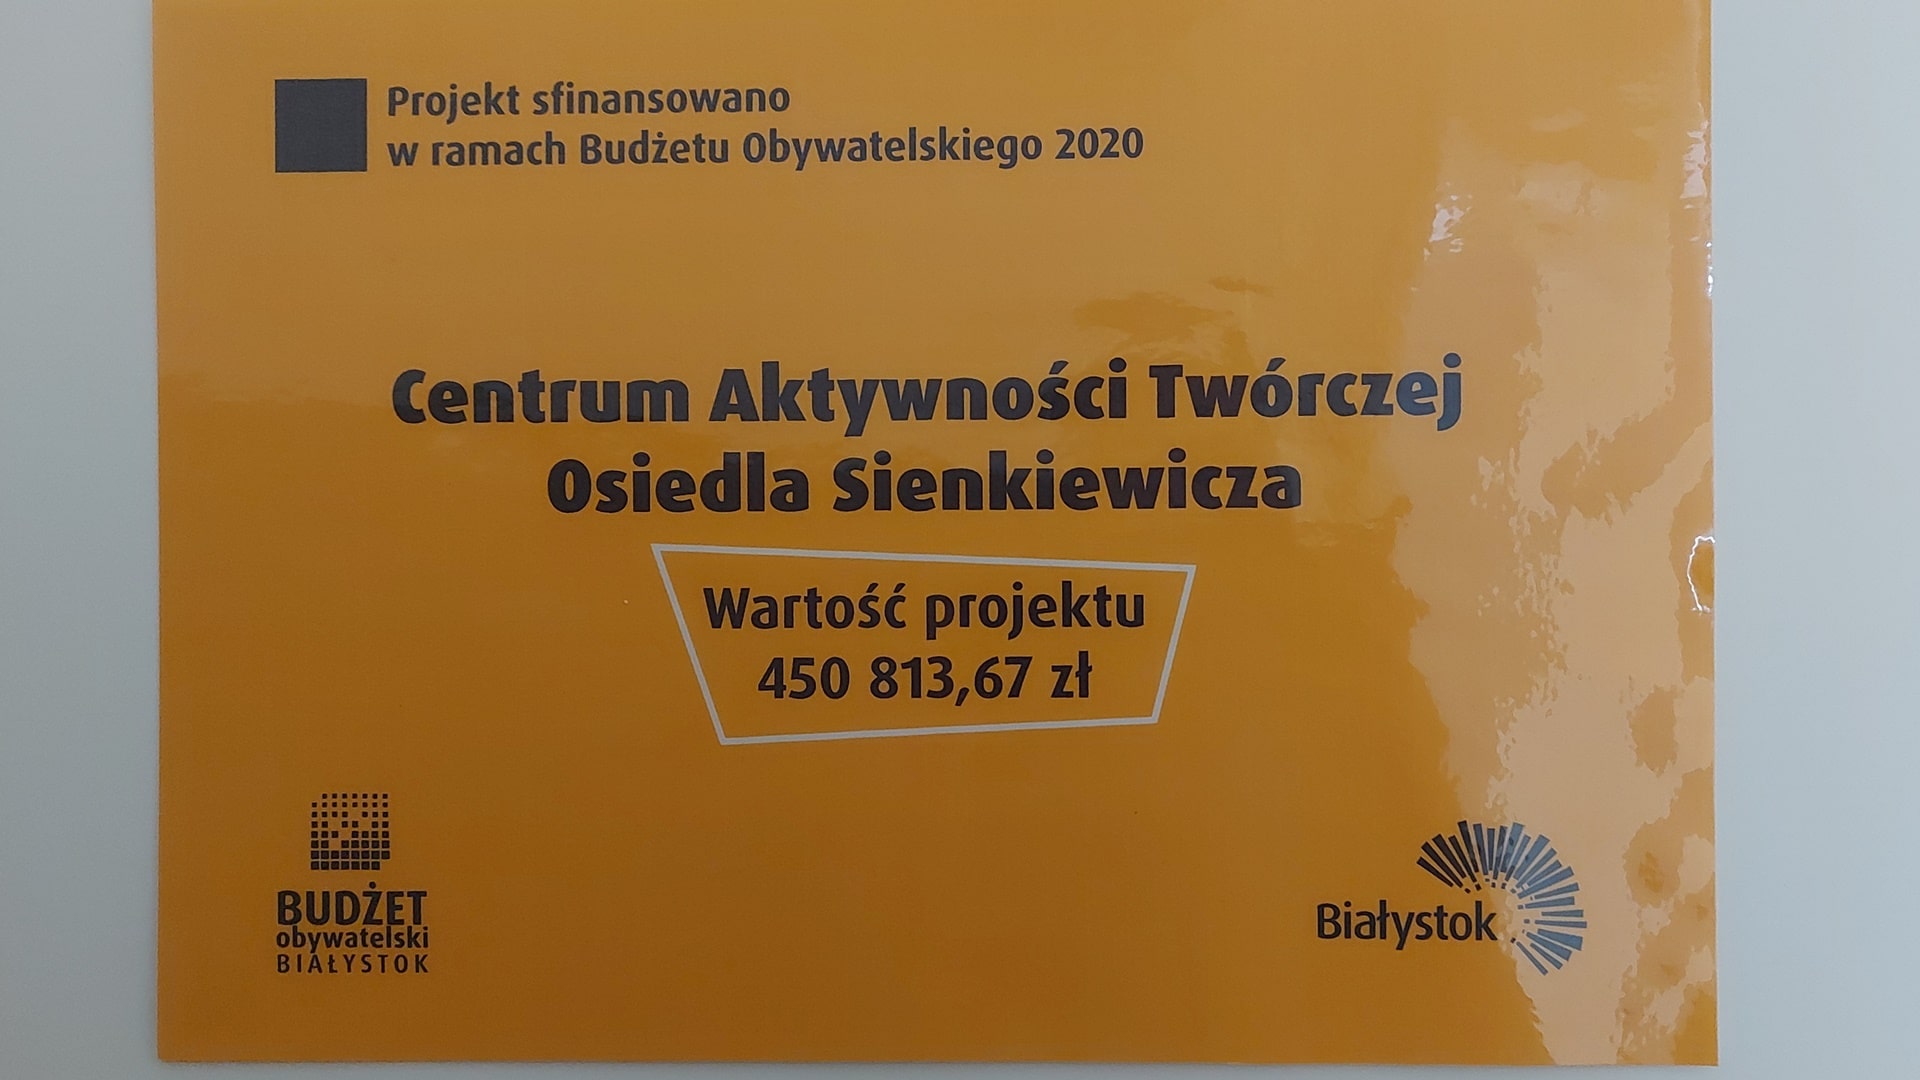 Projekt sfinansowano
w ramach Budżetu Obywatelskiego 2020
Centrum Aktywności Twórczej
Osiedla Sienkiewicza
Wartość projektu
450 813,67 zł
BUDŻET
obywatelski
BIAŁYSTOK
Białystok